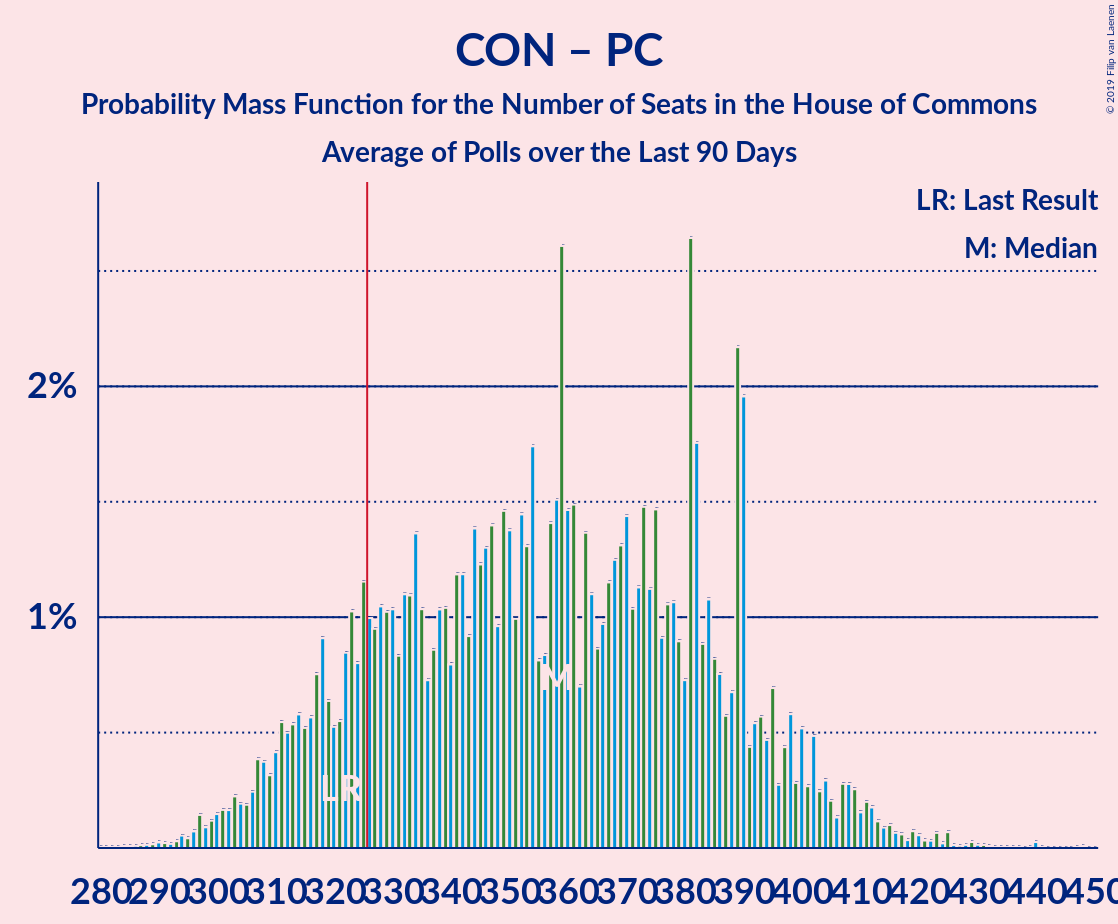 CON – PC
Probability Mass Function for the Number of Seats in the House of Commons
Average of Polls over the Last 90 Days
© 2019 Filip van Laenen
LR: Last Result
M: Median
2%
1%
M
LR
280 290 300 310 320 330 340 350 360 370 380 390 400 410 420 430 440 450